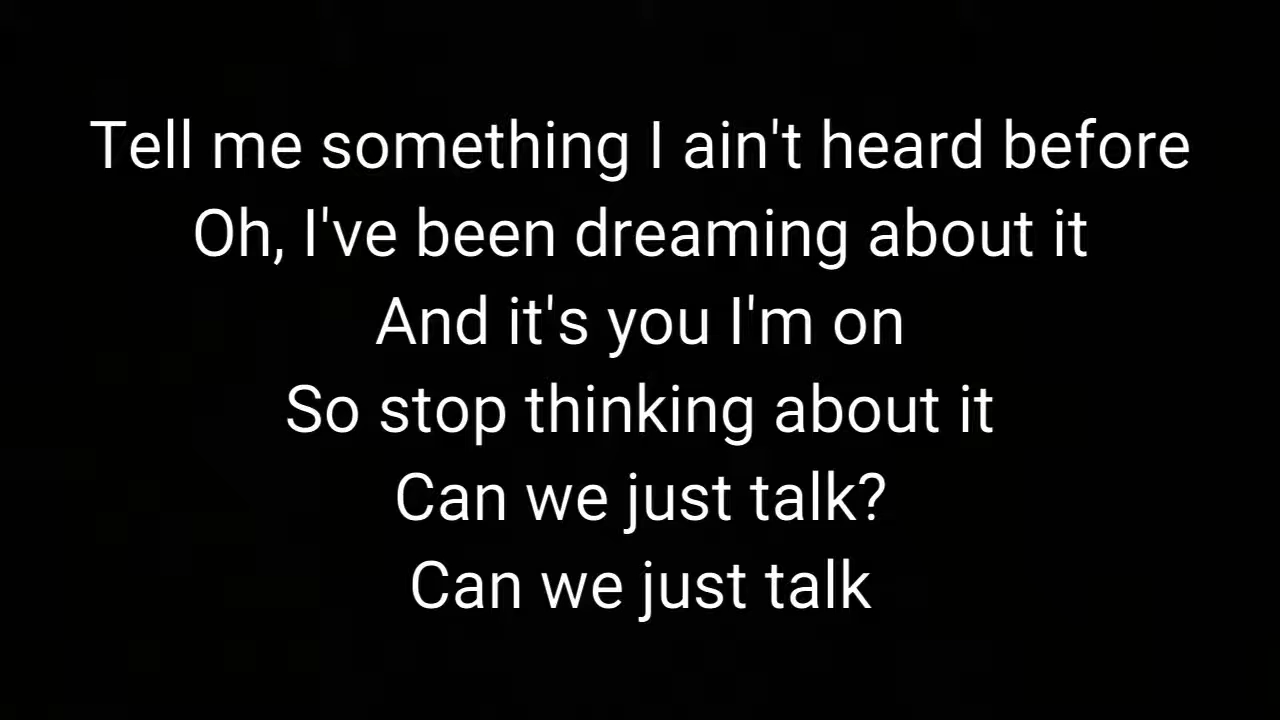 Tell me something I ain't heard before
Oh, I've been dreaming about it
And it's you I'm on
So stop thinking about it
Can we just talk?
Can we just talk